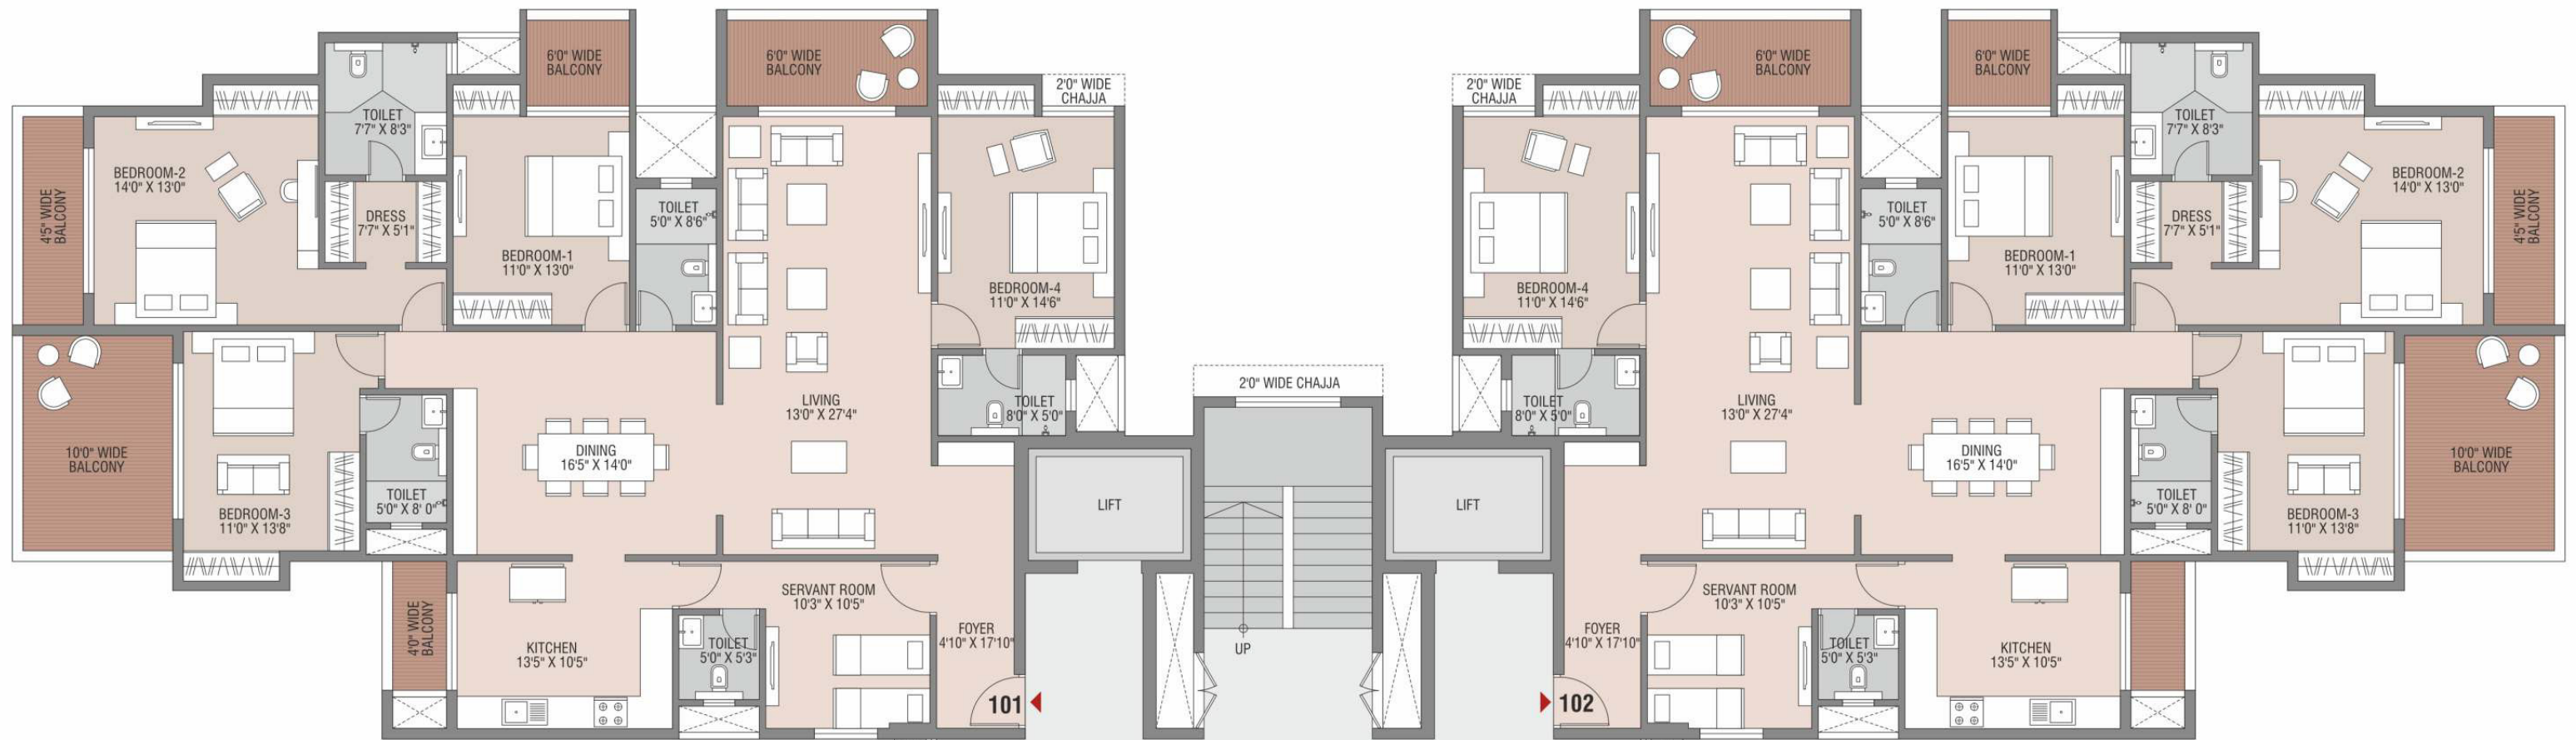 6'0" WIDE
BALCONY
6'0" WIDE
BALCONY
2'0" WIDE
CHAJJA
TOILET
7'7" X 8'3"
BEDROOM-2
14'0" X 13'0"
4'5" WIDE
BALCONY
DRESS
7'7" X 5'1"
TOILET
5'0" X 8'6"
BEDROOM-1
11'0" X 13'0"
BEDROOM-4
11'0" X 14'6"
LIVING
13'0" X 27'4"
TOILET
8'0" X 5'0"
10'0" WIDE
BALCONY
DINING
16'5" X 14'0"
TOILET
5'0" X 8' 0"
BEDROOM-3
11'0" X 13'8"
4'0" WIDE
BALCONY
KITCHEN
13'5" X 10'5"
TOILET
5'0" X 5'3"
SERVANT ROOM
10'3" X 10'5"
FOYER
4'10" X 17'10"
101
LIFT
2'0" WIDE CHAJJA
UP
LIFT
6'0" WIDE
BALCONY
6'0" WIDE
BALCONY
2'0" WIDE
CHAJJA
TOILET
7'7" X 8'3"
BEDROOM-2
14'0" X 13'0"
4'5" WIDE
BALCONY
DRESS
7'7" X 5'1"
TOILET
5'0" X 8'6"
BEDROOM-1
11'0" X 13'0"
BEDROOM-4
11'0" X 14'6"
LIVING
13'0" X 27'4"
TOILET
8'0" X 5'0"
DINING
16'5" X 14'0"
10'0" WIDE
BALCONY
TOILET
5'0" X 8' 0"
BEDROOM-3
11'0" X 13'8"
SERVANT ROOM
10'3" X 10'5"
FOYER
4'10" X 17'10"
TOILET
5'0" X 5'3"
KITCHEN
13'5" X 10'5"
102